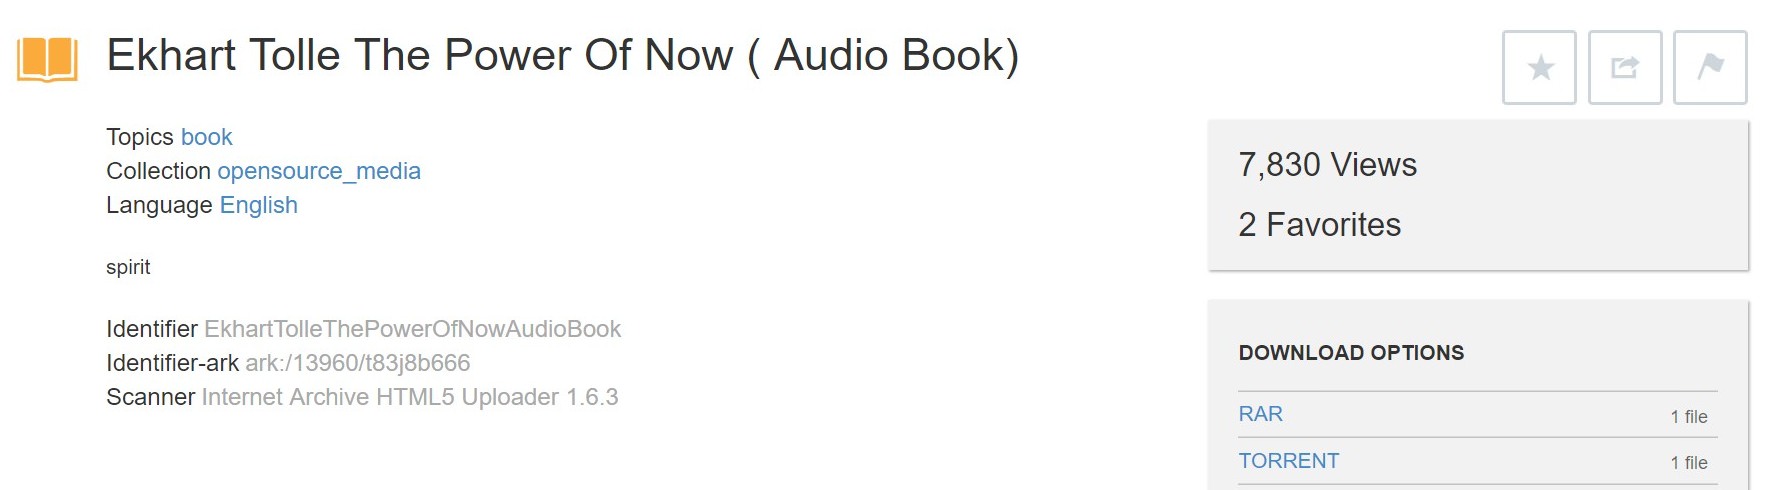 Ekhart Tolle The Power Of Now ( Audio Book)
Topics book
Collection opensource_media
Language English
spirit
Identifier EkhartTolleThePowerOfNowAudioBook
Identifier-ark ark:/13960/t83j8b666
Scanner Internet Archive HTML5 Uploader 1.6.3
7,830 Views
2 Favorites
DOWNLOAD OPTIONS
RAR 1 file
TORRENT 1 file